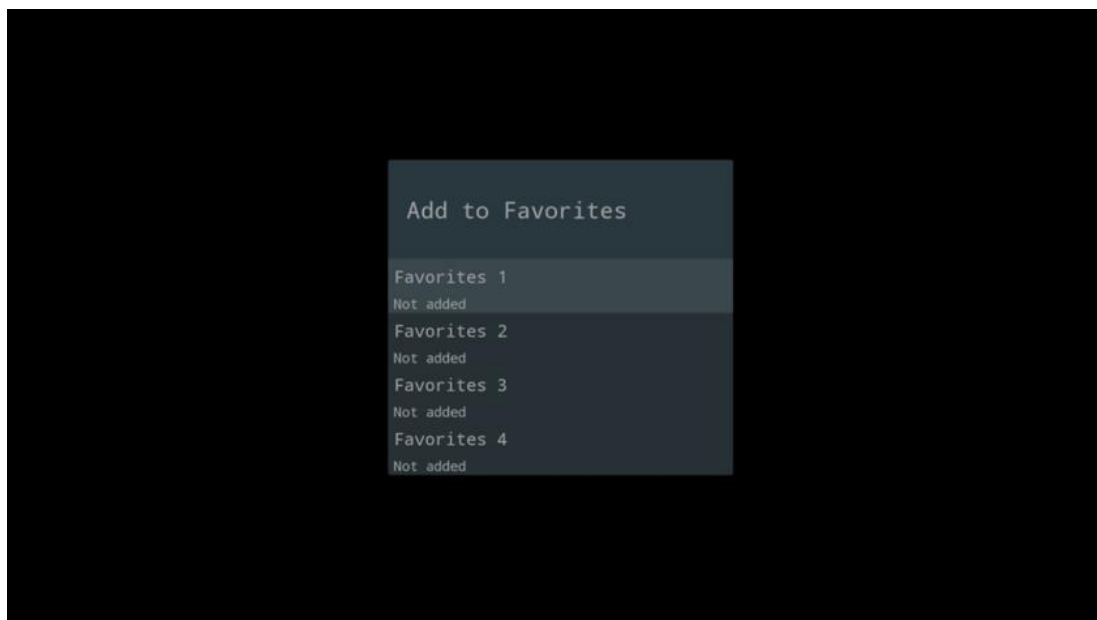 Add to Favorites
Favorites 1
Not added
Favorites 2
Not added
Favorites 3
Not added
Favorites 4
Not added